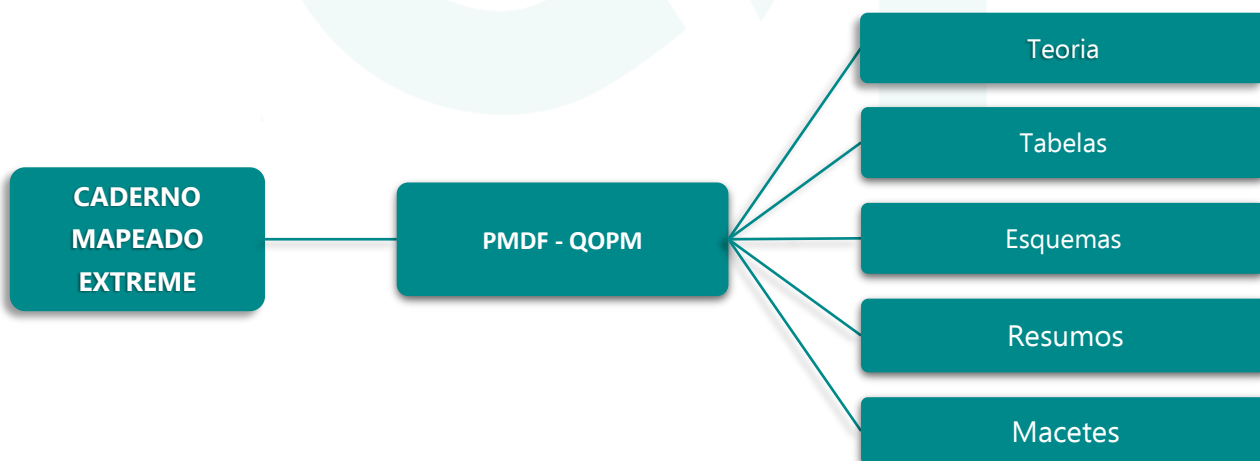 CADERNO
MAPEADO
EXTREME
PMDF - QOPM
Teoria
Tabelas
Esquemas
Resumos
Macetes